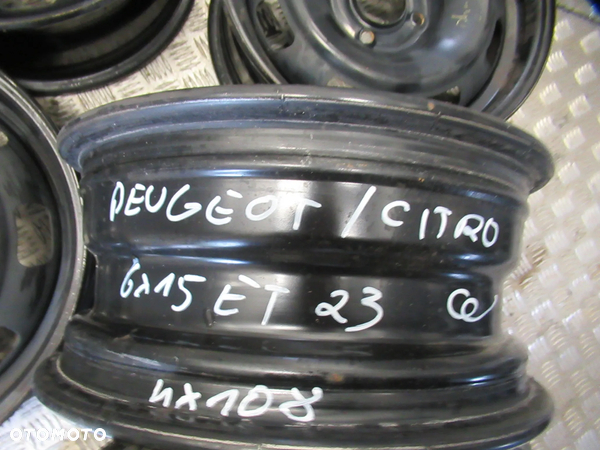 PEUGEOT / CITRO
6x15 ET 23
4x108
OTOMOTO